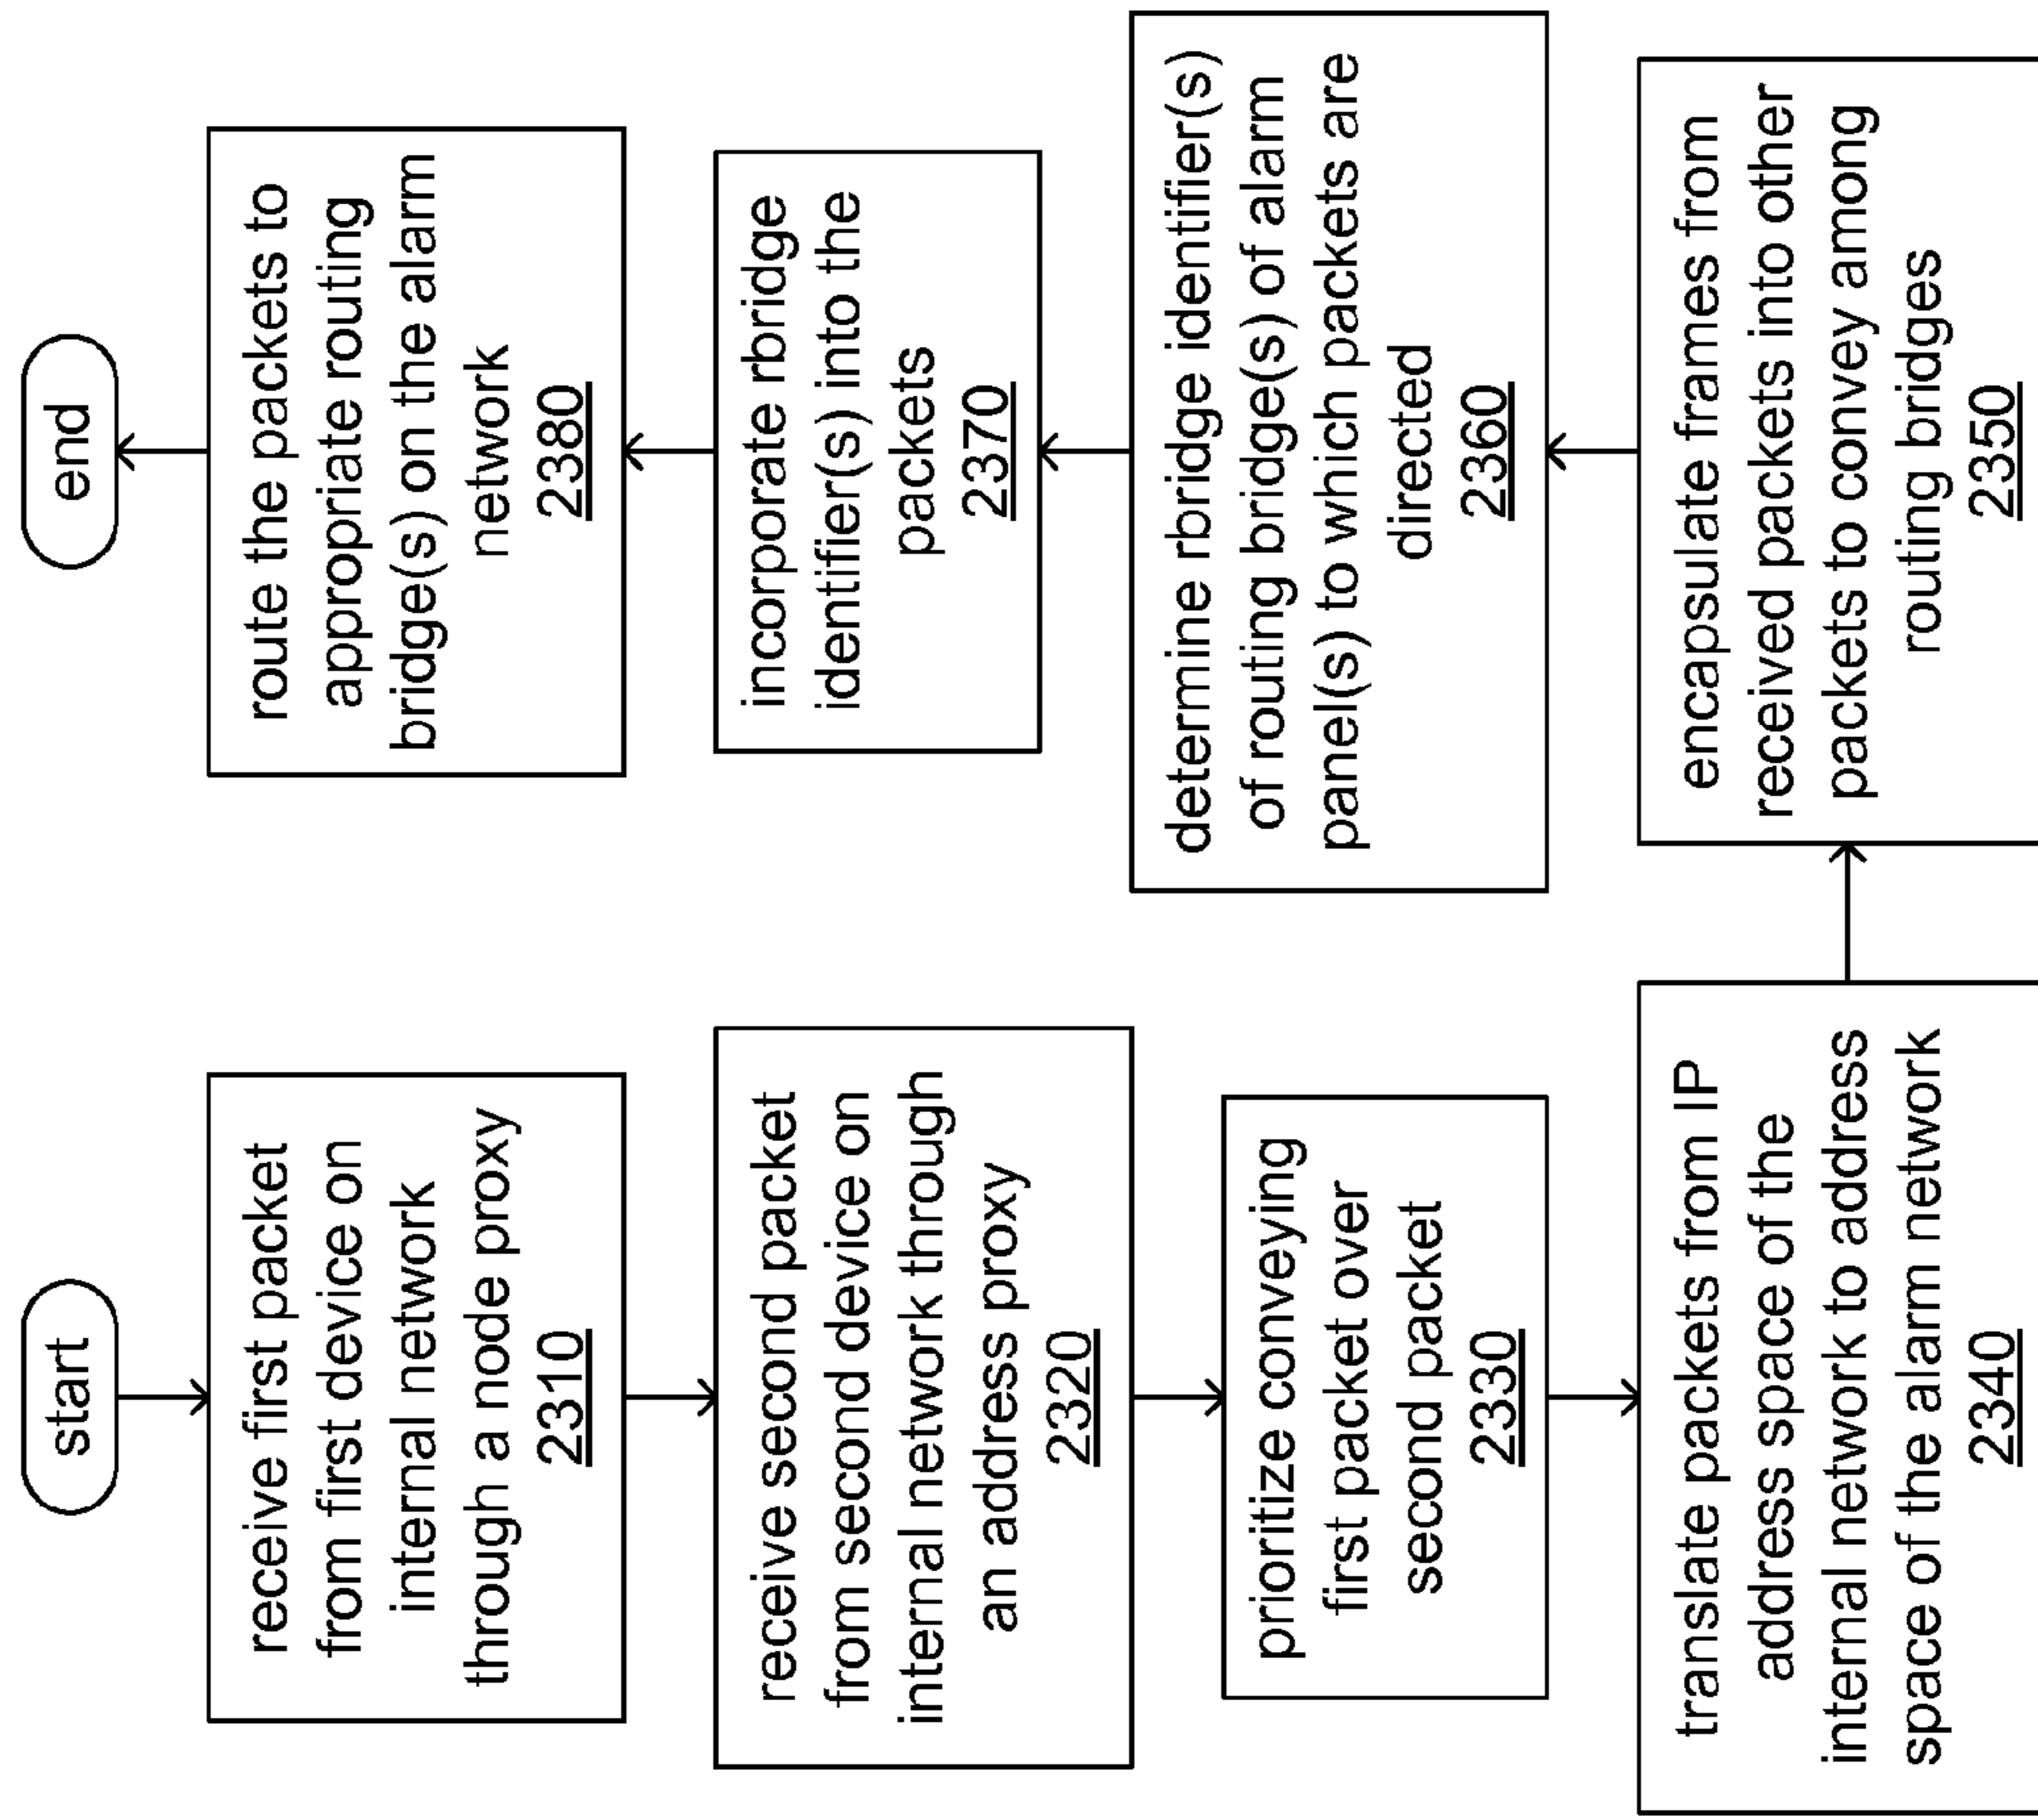 start
receive first packet
from first device on
internal network
through a node proxy
2310
receive second packet
from second device on
internal network through
an address proxy
2320
prioritize conveying
first packet over
second packet
2330
translate packets from IP
address space of the
internal network to address
space of the alarm network
2340
encapsulate frames from
received packets into other
packets to convey among
routing bridges
2350
determine rbridge identifier(s)
of routing bridge(s) of alarm
panel(s) to which packets are
directed
2360
incorporate rbridge
identifier(s) into the
packets
2370
route the packets to
appropriate routing
bridge(s) on the alarm
network
2380
end